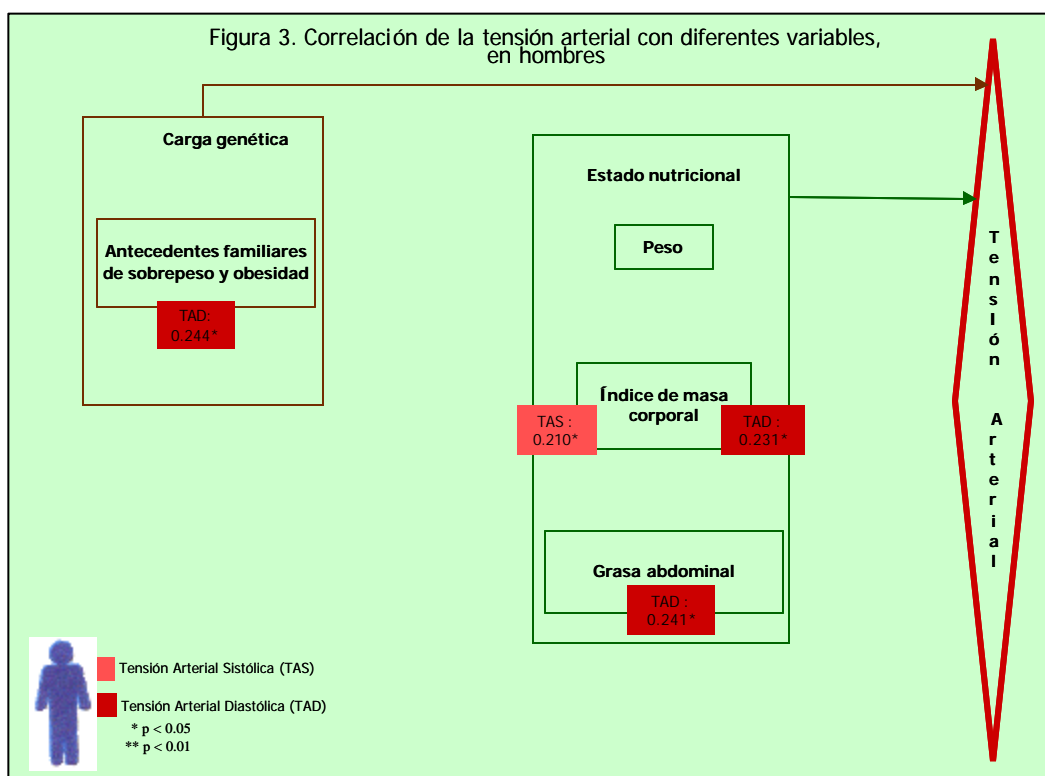 Figura 3. Correlación de la tensión arterial con diferentes variables,
en hombres
Carga genética
Antecedentes familiares
de sobrepeso y obesidad
TAD:
0.244*
Estado nutricional
Peso
Índice de masa
corporal
TAS :
0.210*
TAD :
0.231*
Grasa abdominal
TAD :
0.241*
T
e
n
s
I
ó
n
A
r
t
e
r
i
a
l
Tensión Arterial Sistólica (TAS)
Tensión Arterial Diastólica (TAD)
* p < 0.05
** p < 0.01